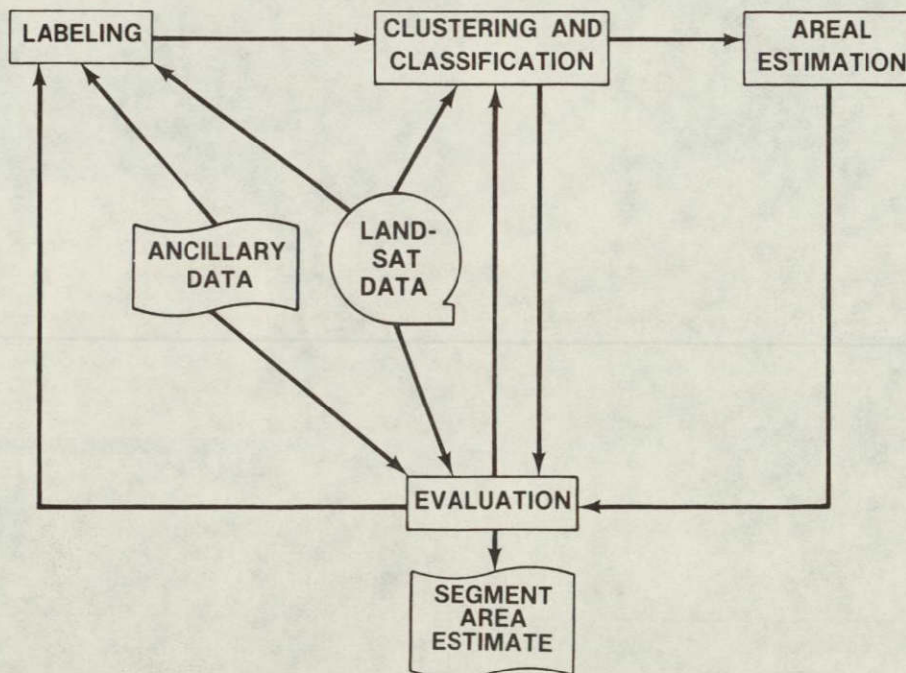 LABELING
CLUSTERING AND
CLASSIFICATION
AREAL
ESTIMATION
ANCILLARY
DATA
LAND-
SAT
DATA
EVALUATION
SEGMENT
AREA
ESTIMATE